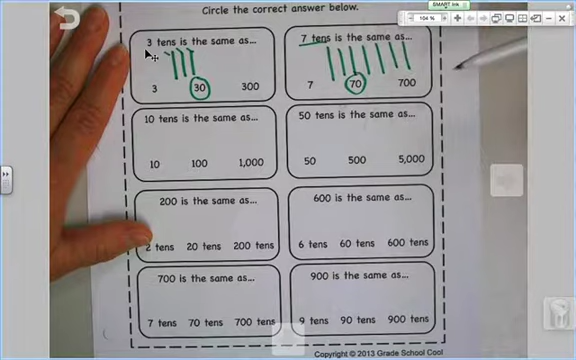 SMART Ink
104 %
Circle the correct answer below.
3 tens is the same as...
3 30 300
7 tens is the same as...
7 70 700
10 tens is the same as...
10 100 1,000
50 tens is the same as...
50 500 5,000
200 is the same as...
2 tens 20 tens 200 tens
600 is the same as...
6 tens 60 tens 600 tens
700 is the same as...
7 tens 70 tens 700 tens
900 is the same as...
9 tens 90 tens 900 tens
Copyright © 2013 Grade School Cool